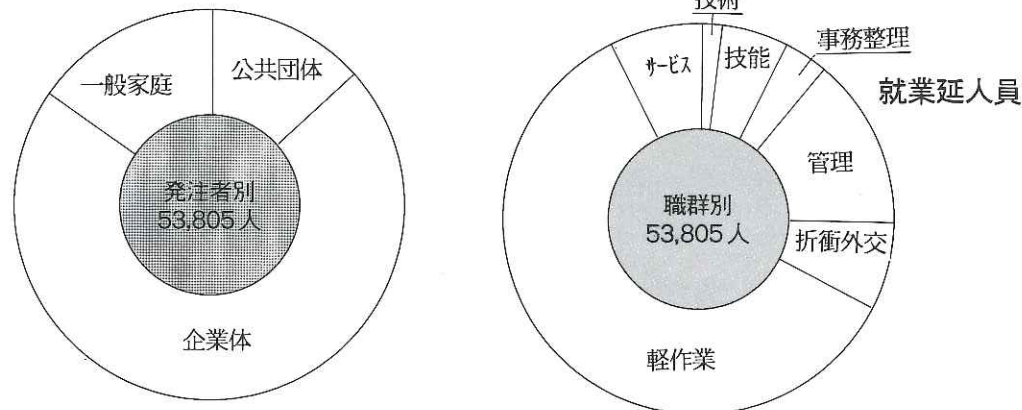 一般家庭
公共団体
発注者別
53,805人
企業体
技術
サービス
技能
事務整理
就業延人員
管理
職群別
53,805人
折衝外交
軽作業